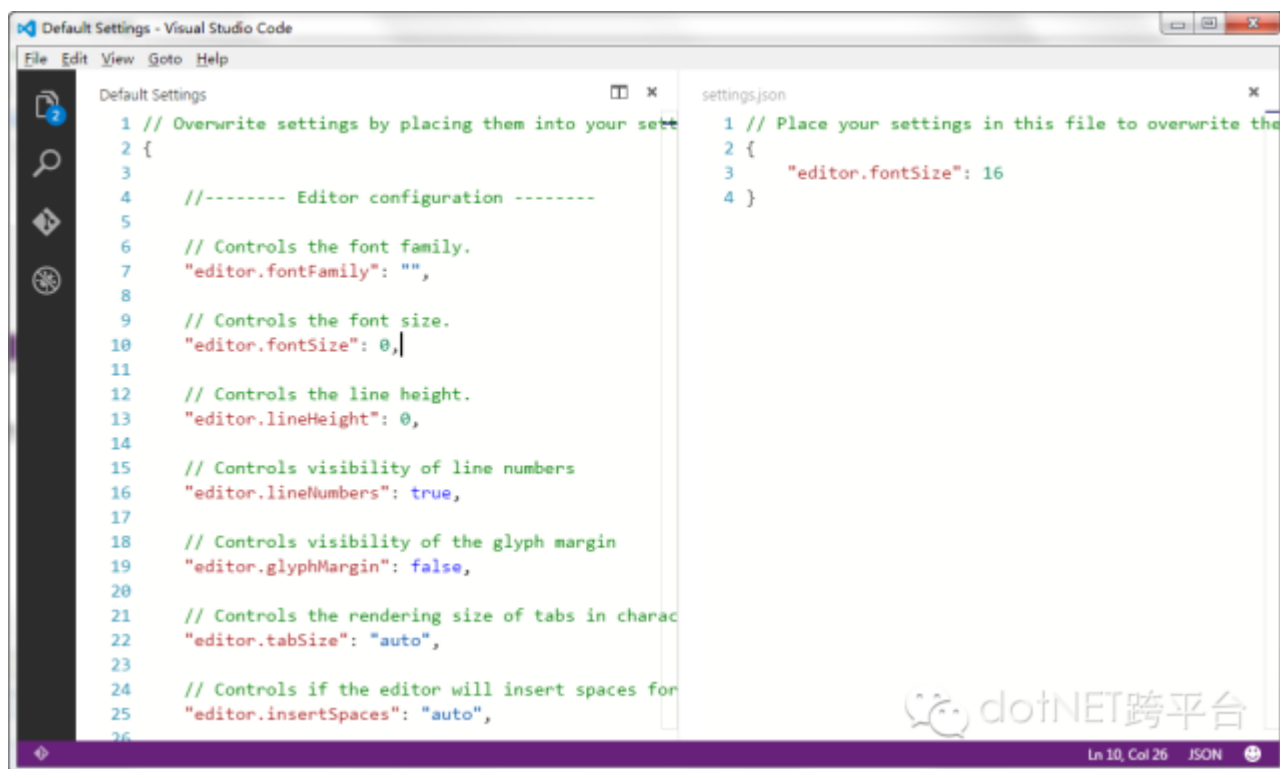 Default Settings - Visual Studio Code
File Edit View Goto Help
2
Default Settings
1 // Overwrite settings by placing them into your sett
2 {
3
4 //-------- Editor configuration --------
5
6 // Controls the font family.
7 "editor.fontFamily": "",
8
9 // Controls the font size.
10 "editor.fontSize": 0,
11
12 // Controls the line height.
13 "editor.lineHeight": 0,
14
15 // Controls visibility of line numbers
16 "editor.lineNumbers": true,
17
18 // Controls visibility of the glyph margin
19 "editor.glyphMargin": false,
20
21 // Controls the rendering size of tabs in charac
22 "editor.tabSize": "auto",
23
24 // Controls if the editor will insert spaces for
25 "editor.insertSpaces": "auto",
26
settings.json
1 // Place your settings in this file to overwrite the
2 {
3 "editor.fontSize": 16
4 }
dotNET跨平台
Ln 10, Col 26 JSON